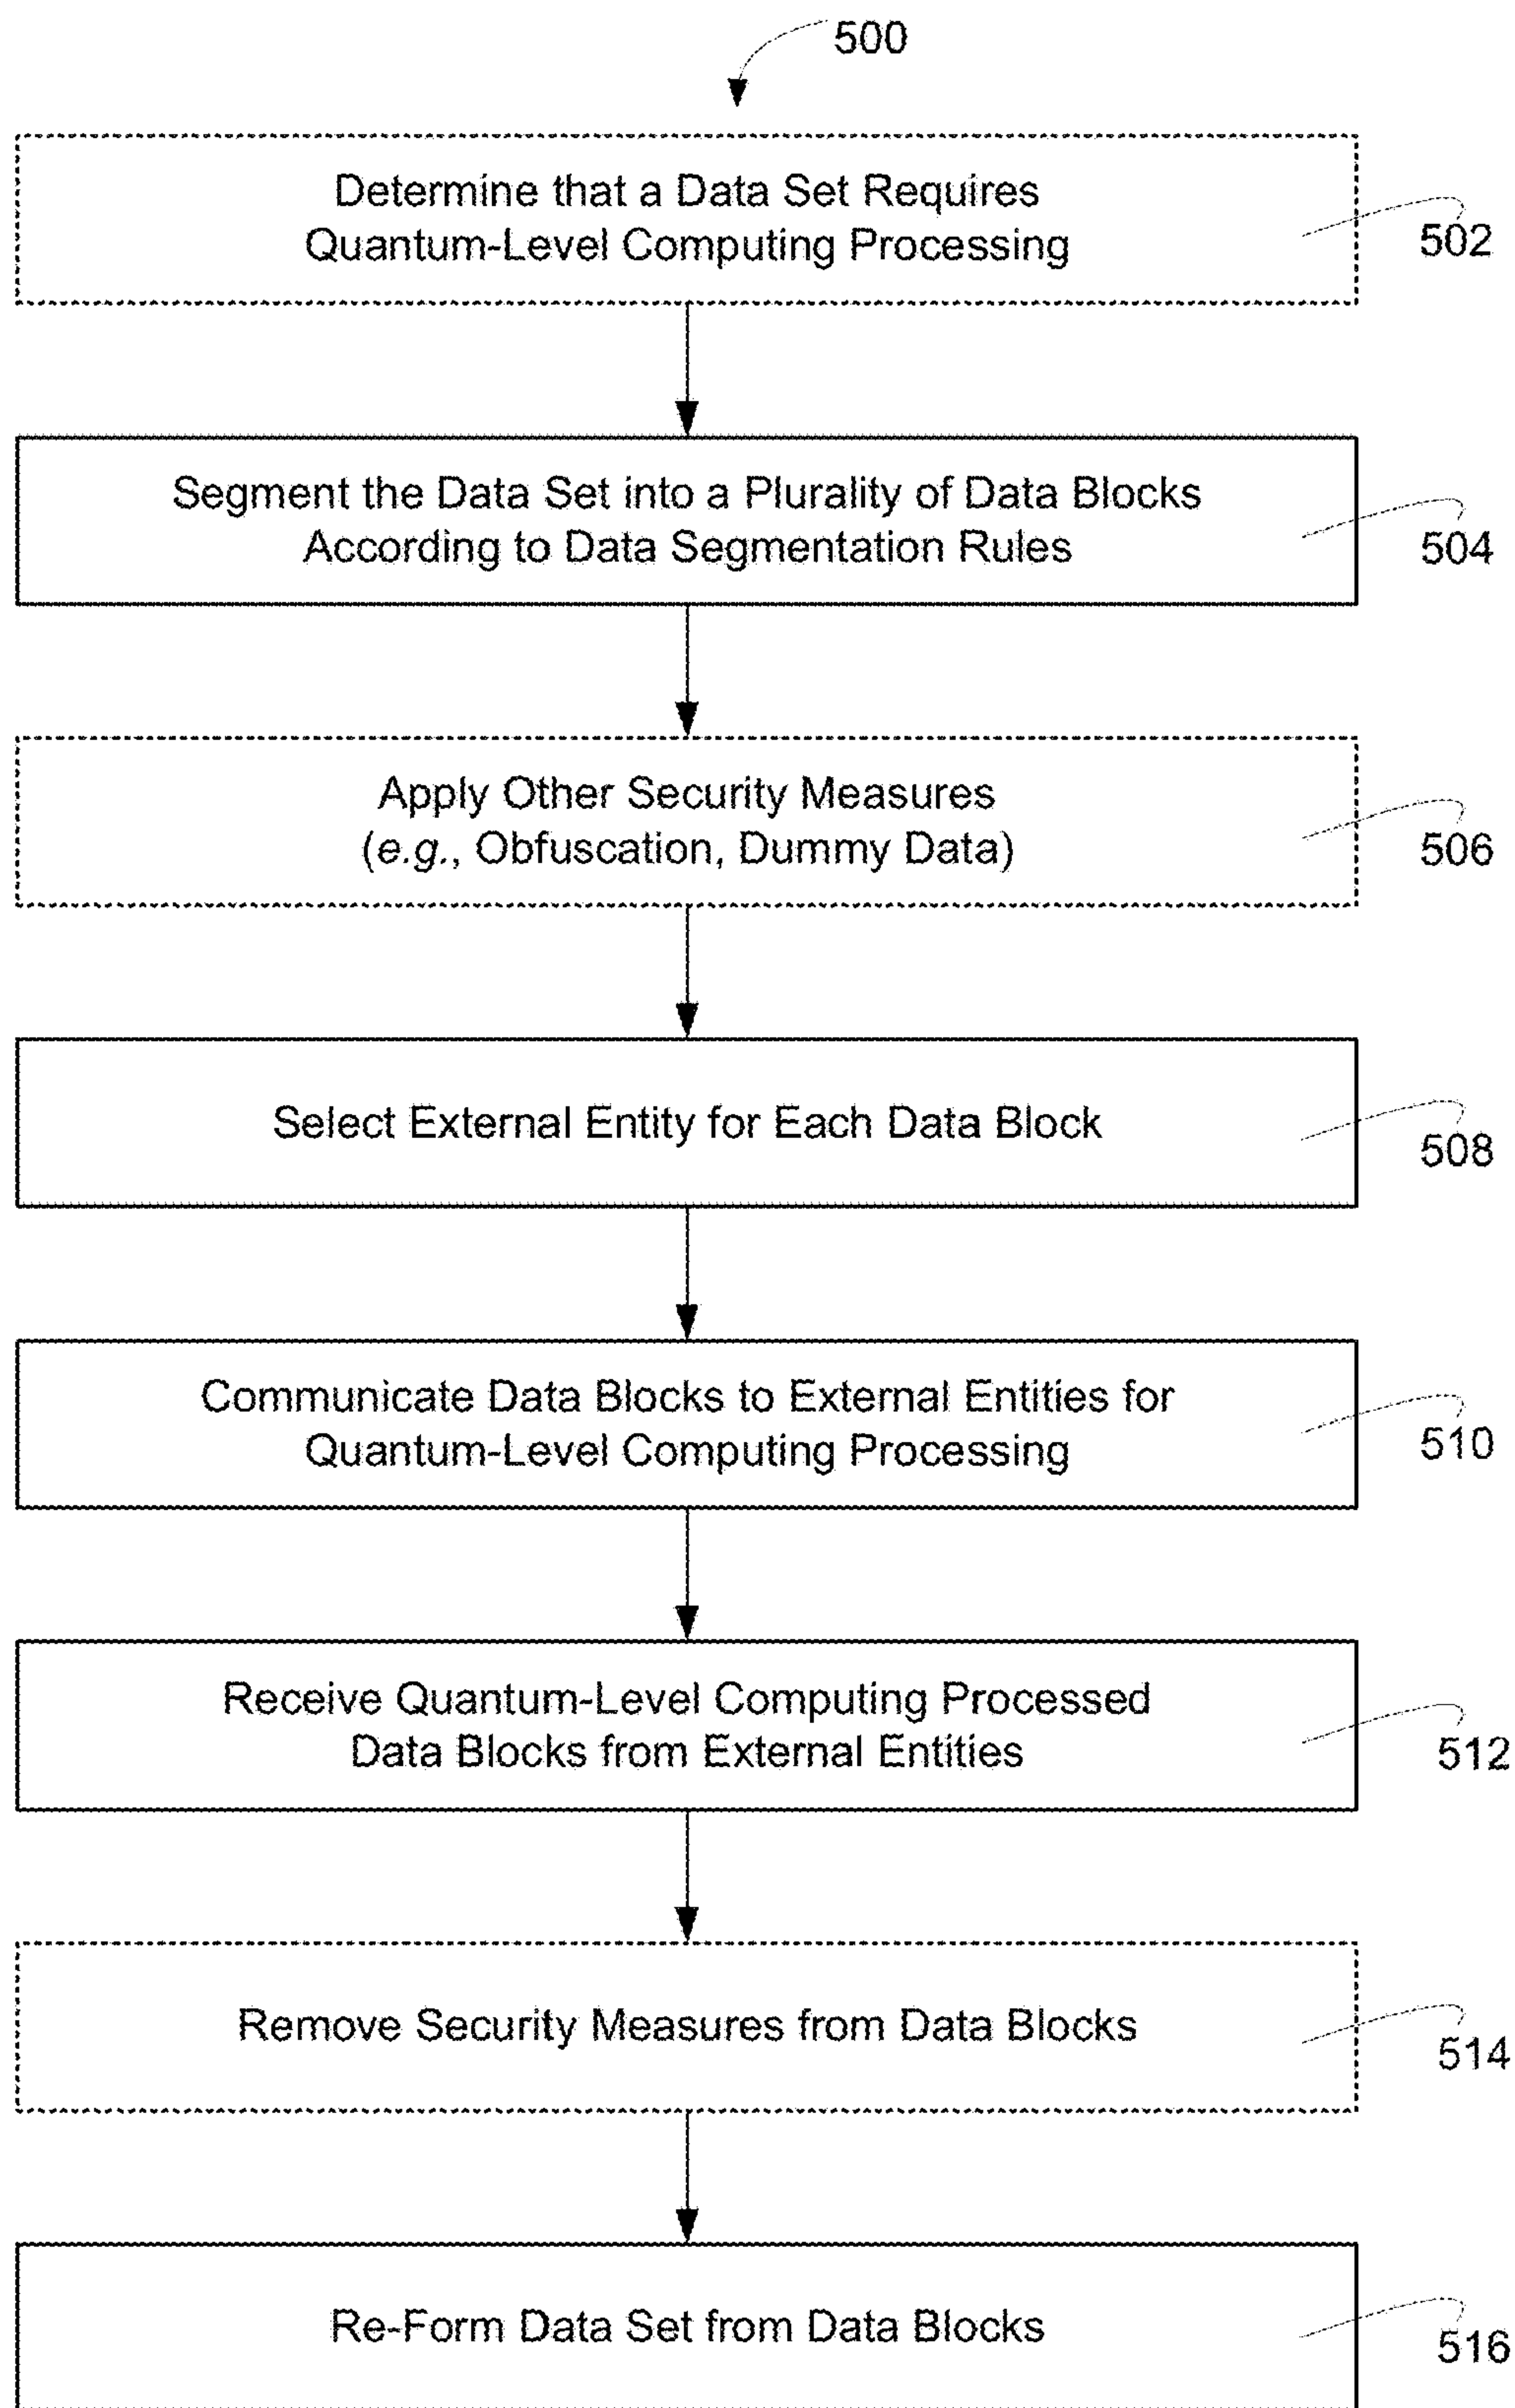 500
Determine that a Data Set Requires
Quantum-Level Computing Processing
502
Segment the Data Set into a Plurality of Data Blocks
According to Data Segmentation Rules
504
Apply Other Security Measures
(e.g., Obfuscation, Dummy Data)
506
Select External Entity for Each Data Block
508
Communicate Data Blocks to External Entities for
Quantum-Level Computing Processing
510
Receive Quantum-Level Computing Processed
Data Blocks from External Entities
512
Remove Security Measures from Data Blocks
514
Re-Form Data Set from Data Blocks
516